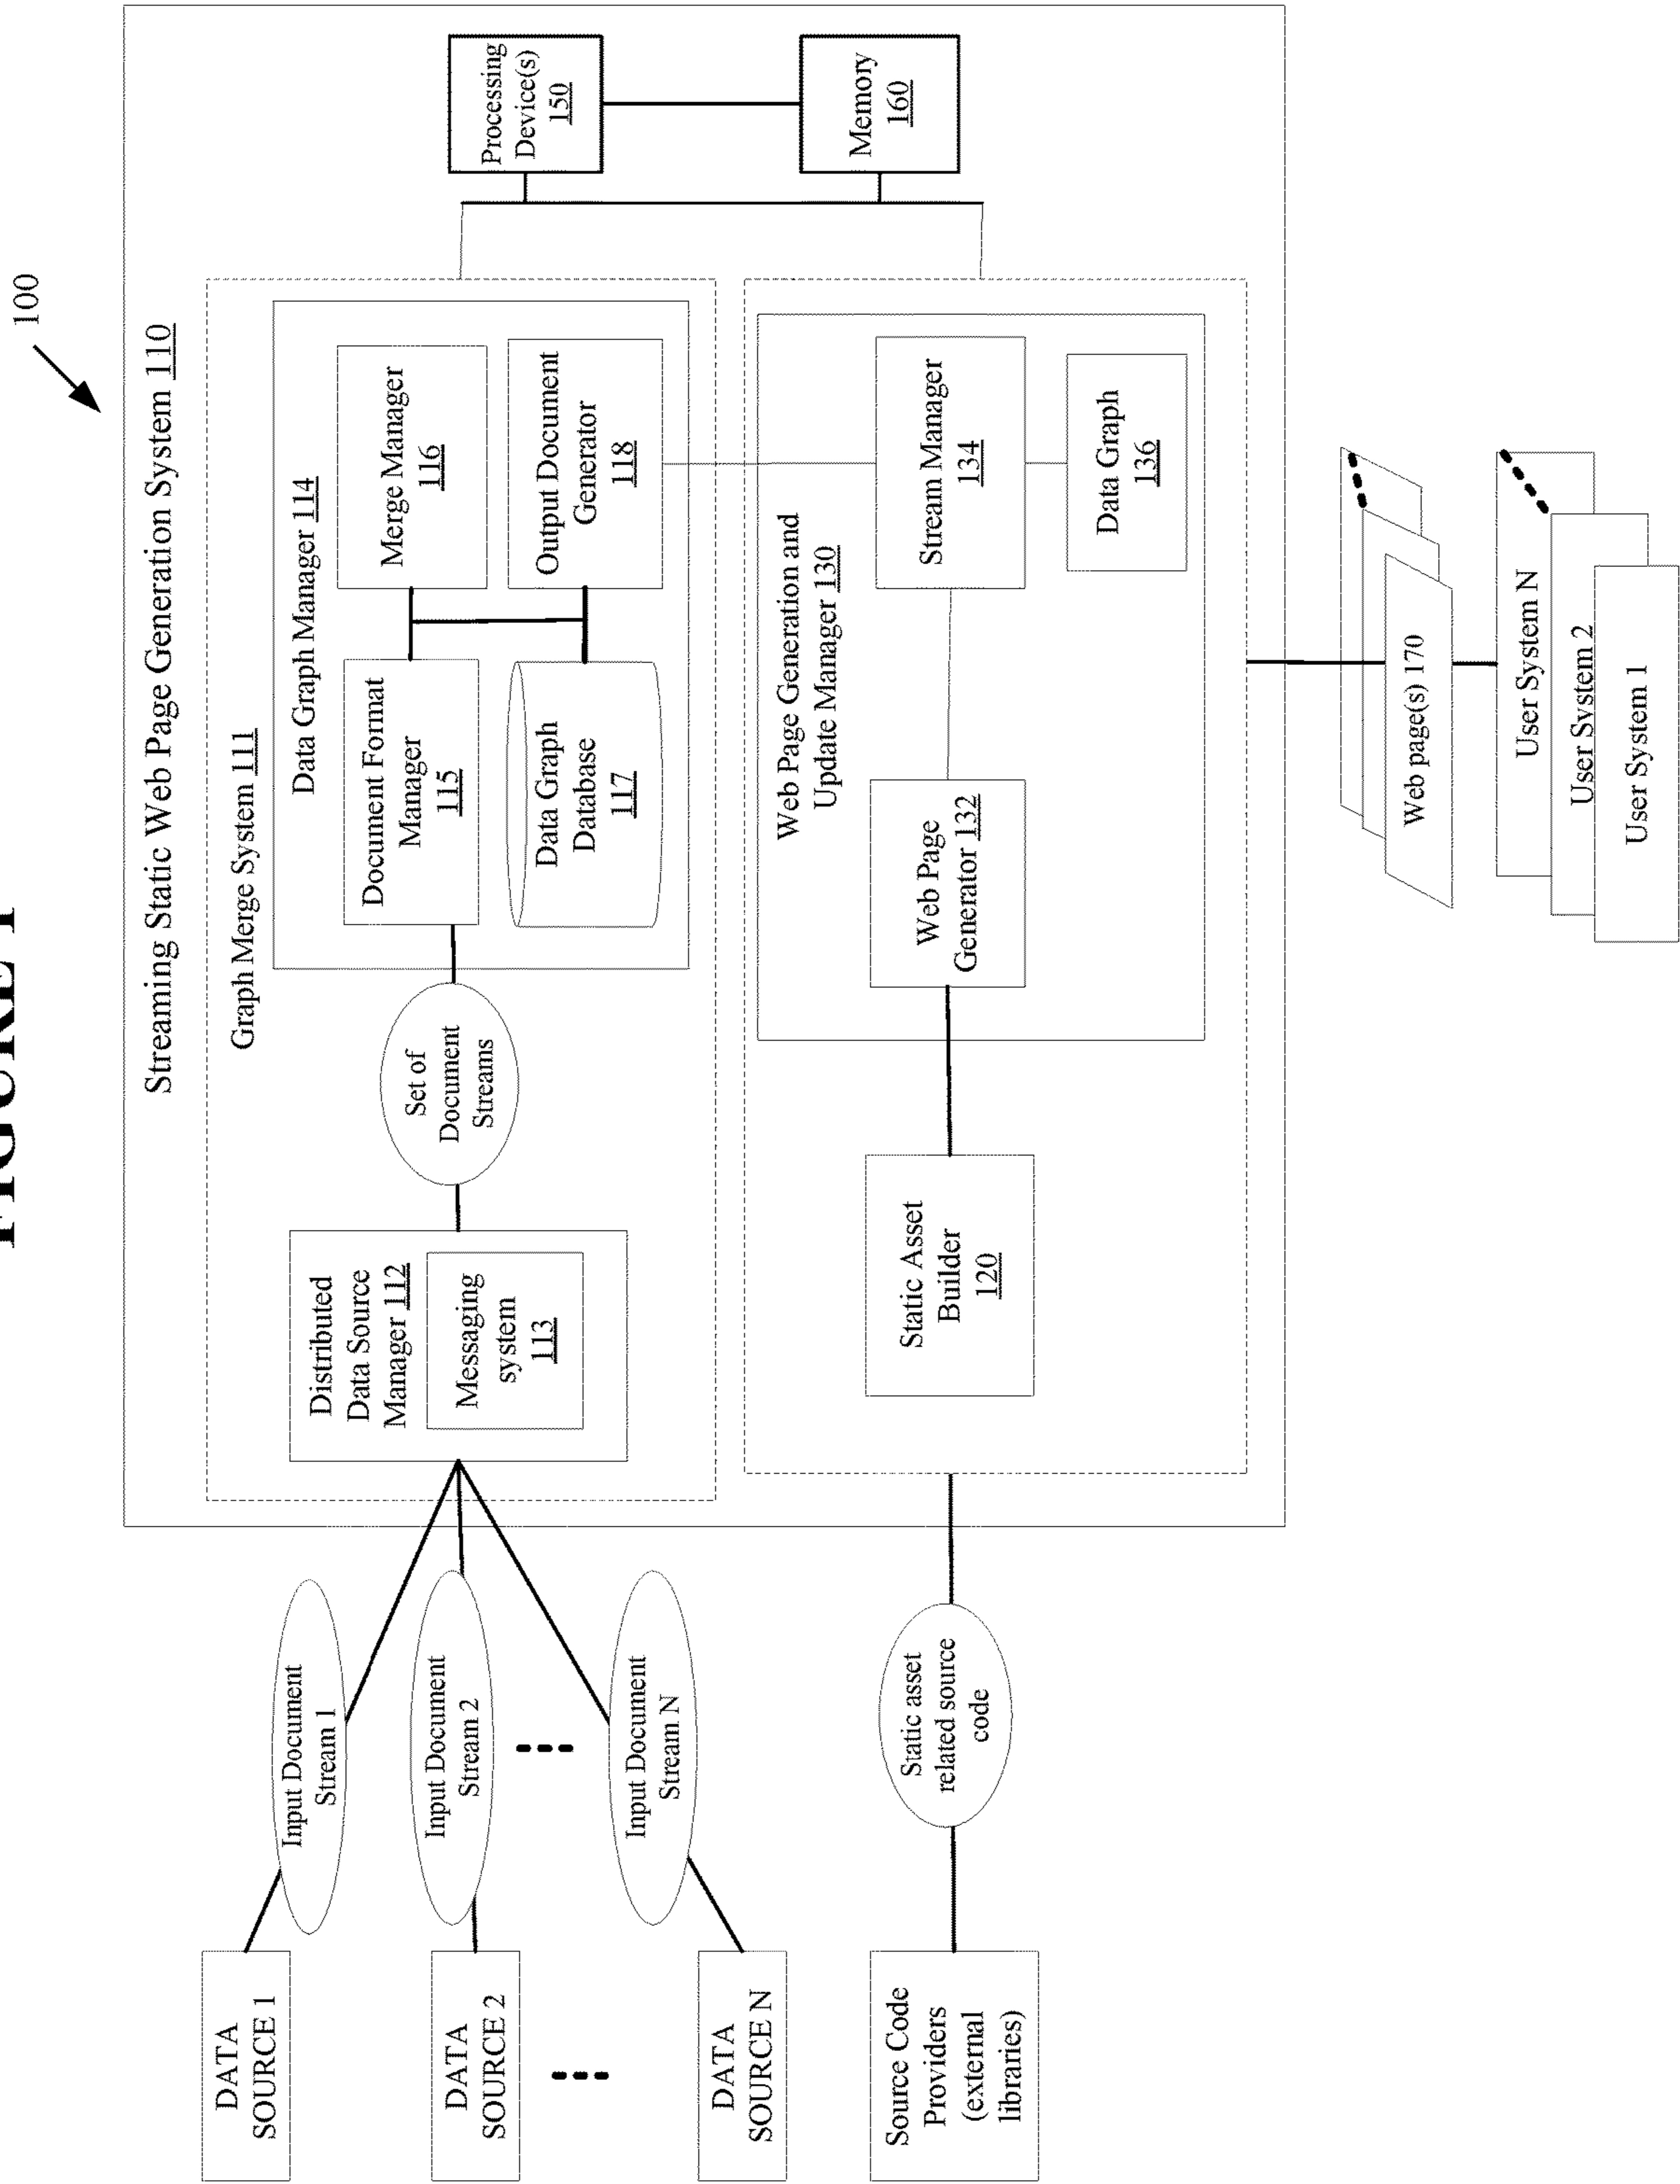 FIGURE 1
100
Streaming Static Web Page Generation System 110
Graph Merge System 111
Data Graph Manager 114
DATA
SOURCE 1
Input Document
Stream 1
DATA
SOURCE 2
Input Document
Stream 2
DATA
SOURCE N
Input Document
Stream N
Distributed
Data Source
Manager 112
Messaging
system
113
Set of
Document
Streams
Document Format
Manager
115
Merge Manager
116
Data Graph
Database
117
Output Document
Generator
118
Processing
Device(s)
150
Memory
160
Source Code
Providers
(external
libraries)
Static asset
related source
code
Static Asset
Builder
120
Web Page Generation and
Update Manager 130
Web Page
Generator 132
Stream Manager
134
Data Graph
136
Web page(s) 170
User System N
User System 2
User System 1